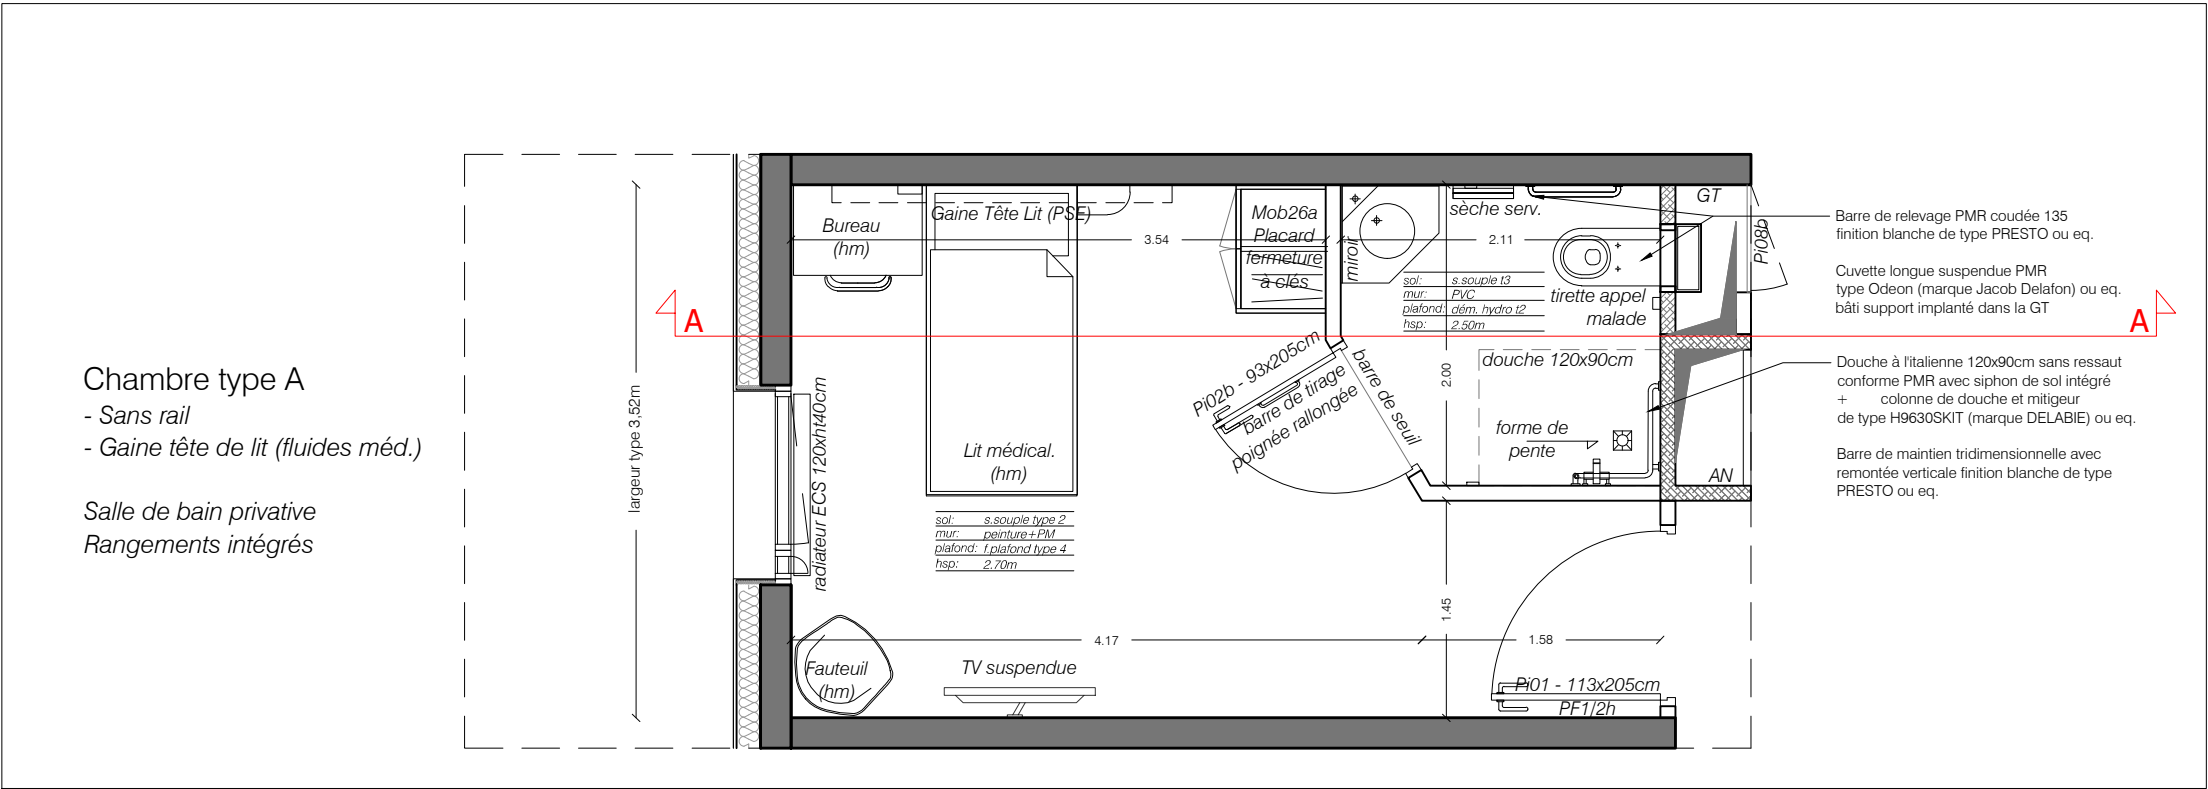 Chambre type A
- Sans rail
- Gaine tête de lit (fluides méd.)
Salle de bain privative
Rangements intégrés
largeur type 3,52m
Bureau
(hm)
Gaine Tête Lit (PSE)
3.54
Mob26a
Placard
fermeture
à clés
miroir
sèche serv.
2.11
GT
Pi08b
sol: s.souple t3
mur: PVC
plafond: dém. hydro t2
hsp: 2.50m
tirette appel
malade
A
A
radiateur ECS 120xht40cm
Lit médical.
(hm)
Pi02b - 93x205cm
barre de tirage
poignée rallongée
barre de seuil
2.00
douche 120x90cm
forme de
pente
AN
sol: s.souple type 2
mur: peinture+PM
plafond: f.plafond type 4
hsp: 2.70m
1.45
4.17
1.58
Fauteuil
(hm)
TV suspendue
Pi01 - 113x205cm
PF1/2h
Barre de relevage PMR coudée 135
finition blanche de type PRESTO ou eq.
Cuvette longue suspendue PMR
type Odeon (marque Jacob Delafon) ou eq.
bâti support implanté dans la GT
Douche à l'italienne 120x90cm sans ressaut
conforme PMR avec siphon de sol intégré
+ colonne de douche et mitigeur
de type H9630SKIT (marque DELABIE) ou eq.
Barre de maintien tridimensionnelle avec
remontée verticale finition blanche de type
PRESTO ou eq.